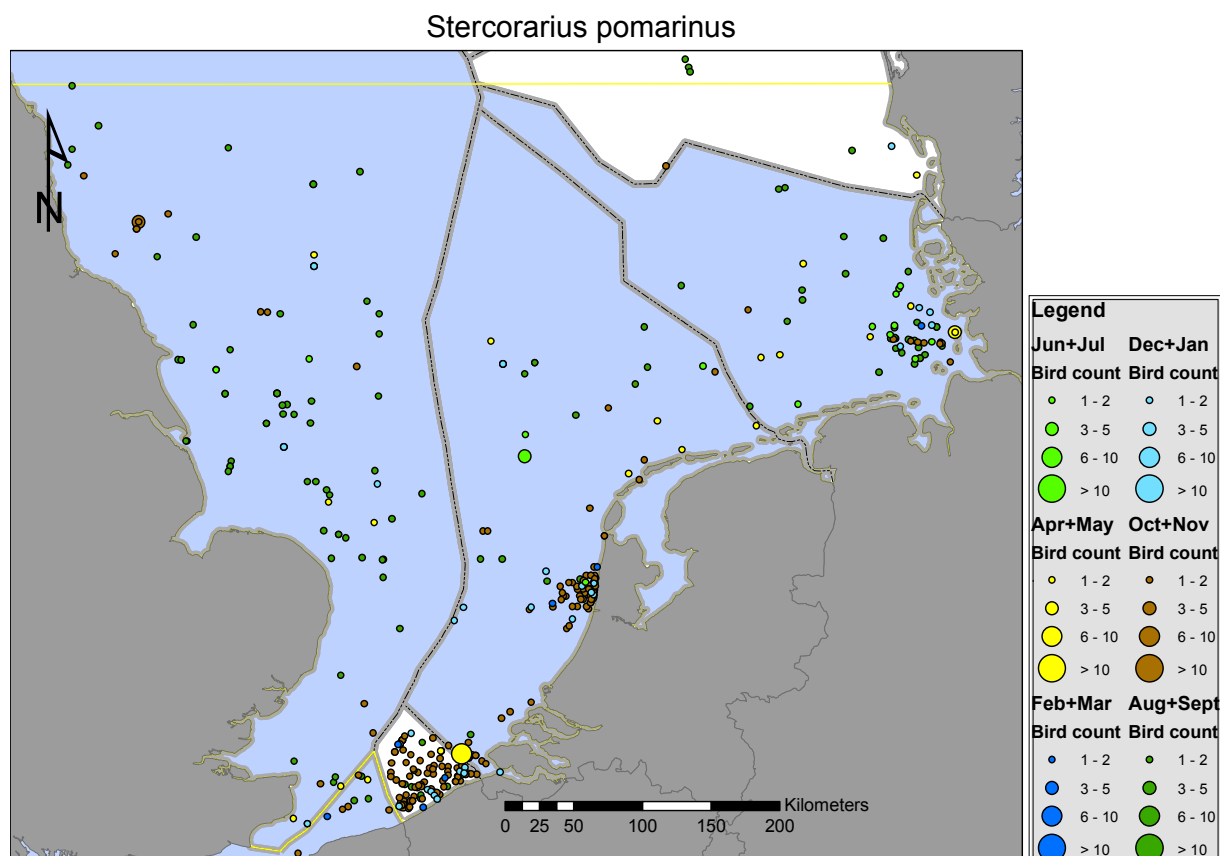 Stercorarius pomarinus
N
Kilometers
0 25 50 100 150 200
Legend
Jun+Jul Dec+Jan
Bird count Bird count
1 - 2 1 - 2
3 - 5 3 - 5
6 - 10 6 - 10
> 10 > 10
Apr+May Oct+Nov
Bird count Bird count
1 - 2 1 - 2
3 - 5 3 - 5
6 - 10 6 - 10
> 10 > 10
Feb+Mar Aug+Sept
Bird count Bird count
1 - 2 1 - 2
3 - 5 3 - 5
6 - 10 6 - 10
> 10 > 10